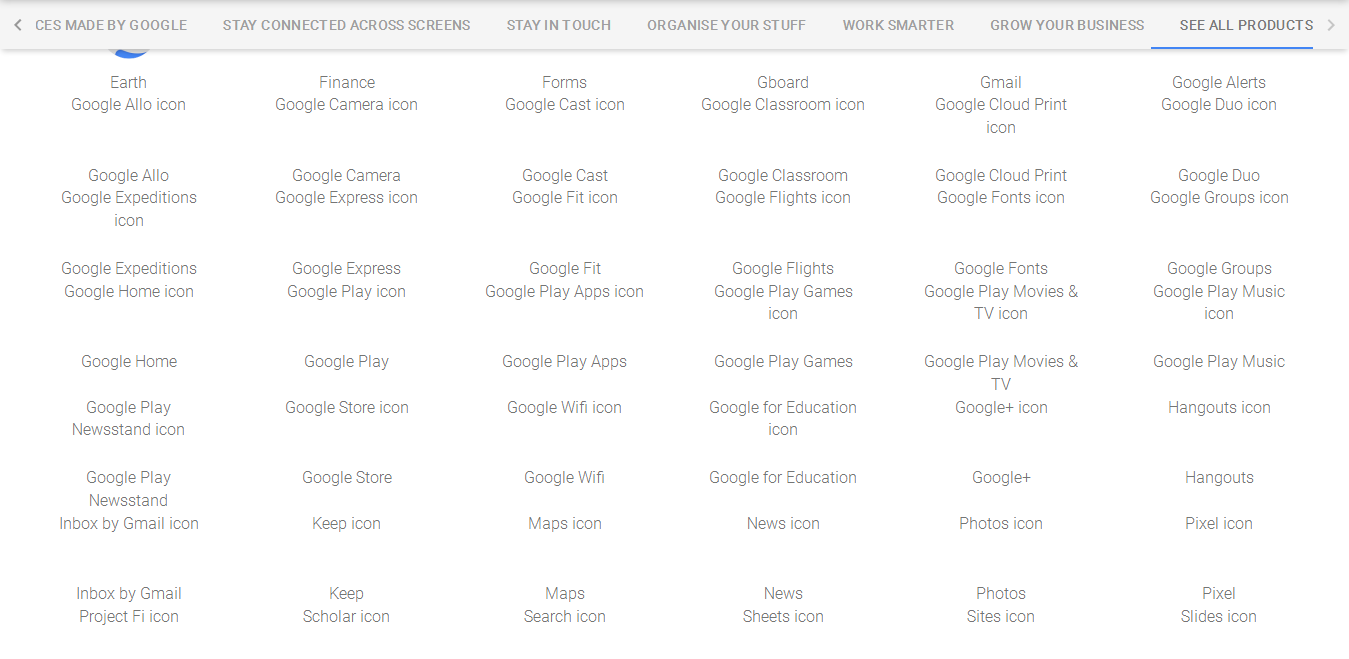 CES MADE BY GOOGLE STAY CONNECTED ACROSS SCREENS STAY IN TOUCH ORGANISE YOUR STUFF WORK SMARTER GROW YOUR BUSINESS SEE ALL PRODUCTS
Earth Finance Forms Gboard Gmail Google Alerts
Google Allo icon Google Camera icon Google Cast icon Google Classroom icon Google Cloud Print Google Duo icon
icon
Google Allo Google Camera Google Cast Google Classroom Google Cloud Print Google Duo
Google Expeditions Google Express icon Google Fit icon Google Flights icon Google Fonts icon Google Groups icon
icon
Google Expeditions Google Express Google Fit Google Flights Google Fonts Google Groups
Google Home icon Google Play icon Google Play Apps icon Google Play Games Google Play Movies & Google Play Music
icon TV icon icon
Google Home Google Play Google Play Apps Google Play Games Google Play Movies & Google Play Music
TV
Google Play Google Store icon Google Wifi icon Google for Education Google+ icon Hangouts icon
Newsstand icon icon
Google Play Google Store Google Wifi Google for Education Google+ Hangouts
Newsstand
Inbox by Gmail icon Keep icon Maps icon News icon Photos icon Pixel icon
Inbox by Gmail Keep Maps News Photos Pixel
Project Fi icon Scholar icon Search icon Sheets icon Sites icon Slides icon